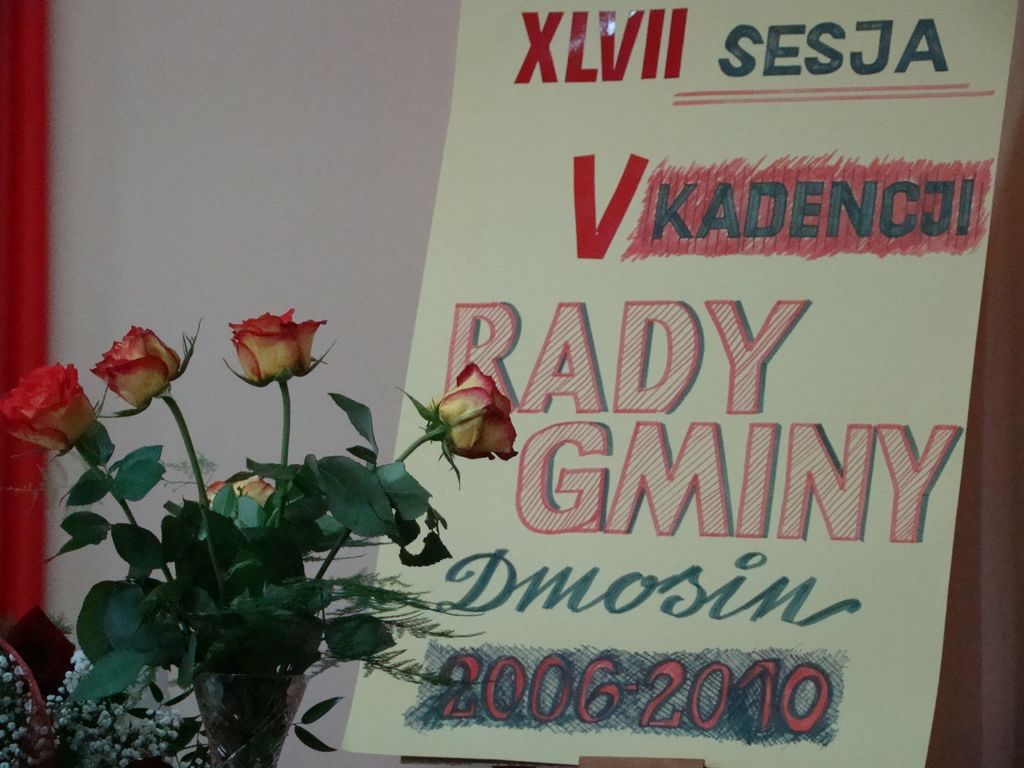 XLVII SESJA
V KADENCJI
RADY
GMINY
Dmosin
2006-2010